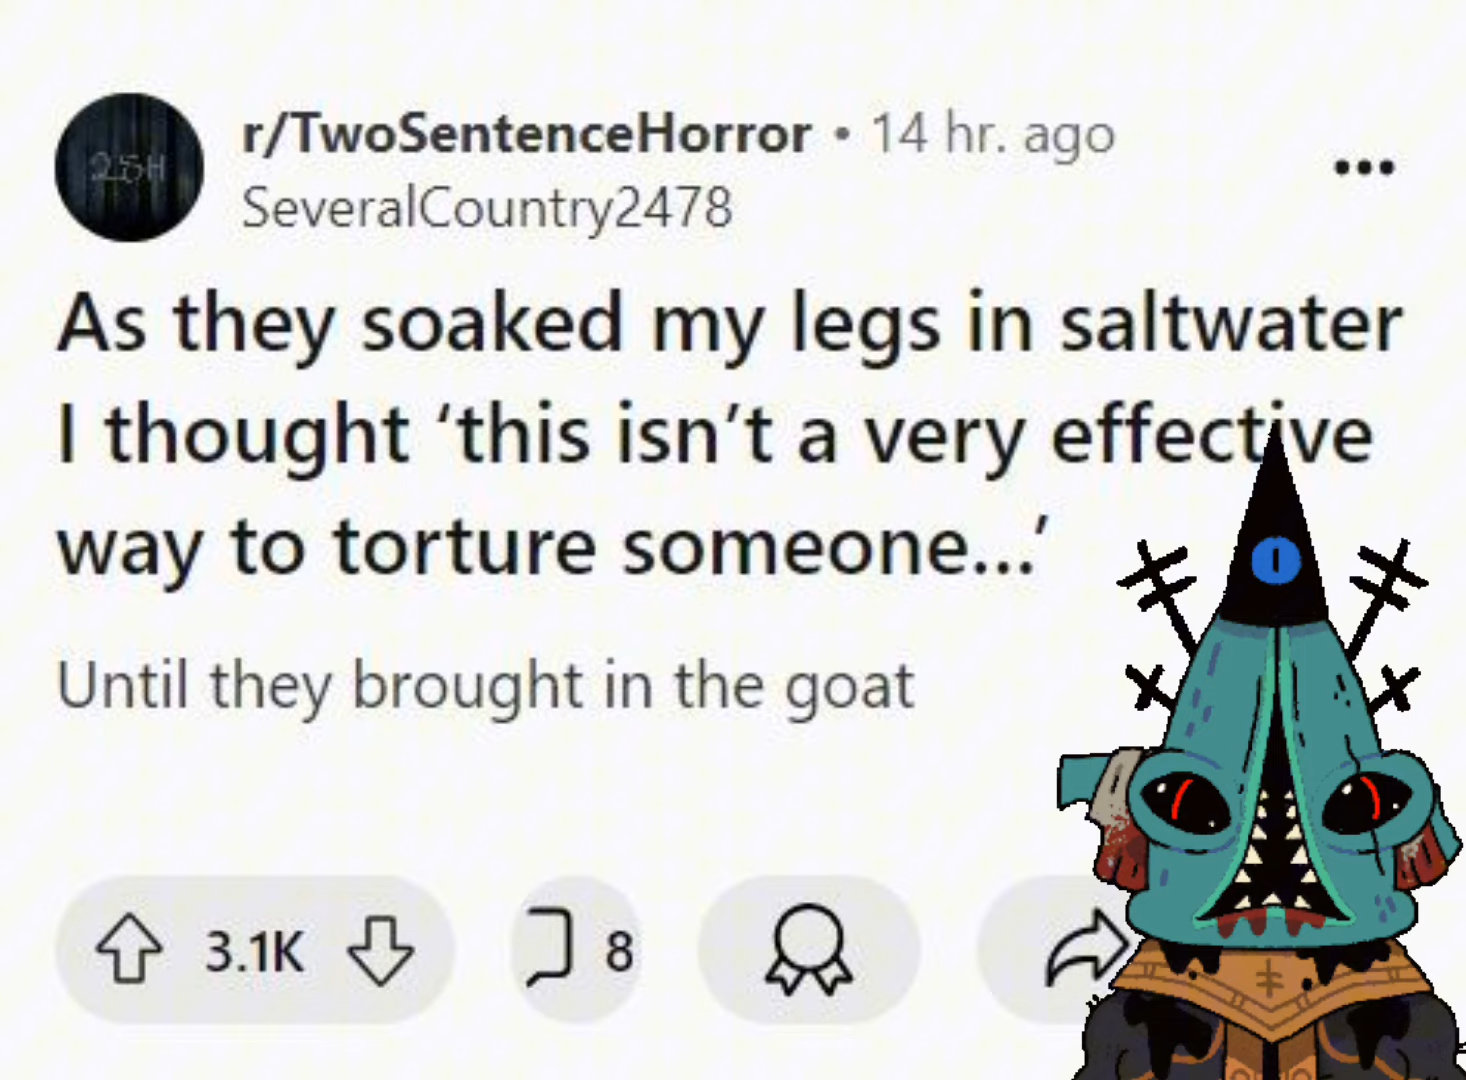 2SH
r/TwoSentenceHorror • 14 hr. ago
SeveralCountry2478
As they soaked my legs in saltwater
I thought ‘this isn’t a very effective
way to torture someone...’
Until they brought in the goat
3.1K 8